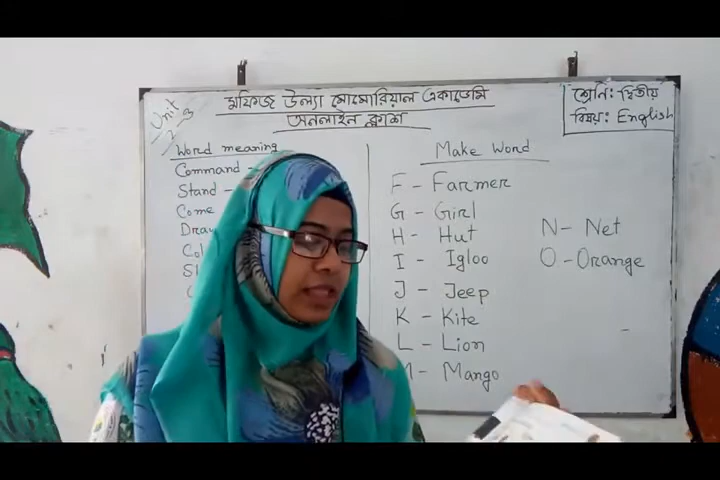 মফিজ উল্যা মেমোরিয়াল একাডেমি
অনলাইন ক্লাশ
শ্রেনি: দ্বিতীয়
বিষয়: English
Unit
Word meaning
Command -
Stand -
Come
Draw
Make Word
F - Farmer
G - Girl
H - Hut
I - Igloo
J - Jeep
K - Kite
L - Lion
M - Mango
N - Net
O - Orange